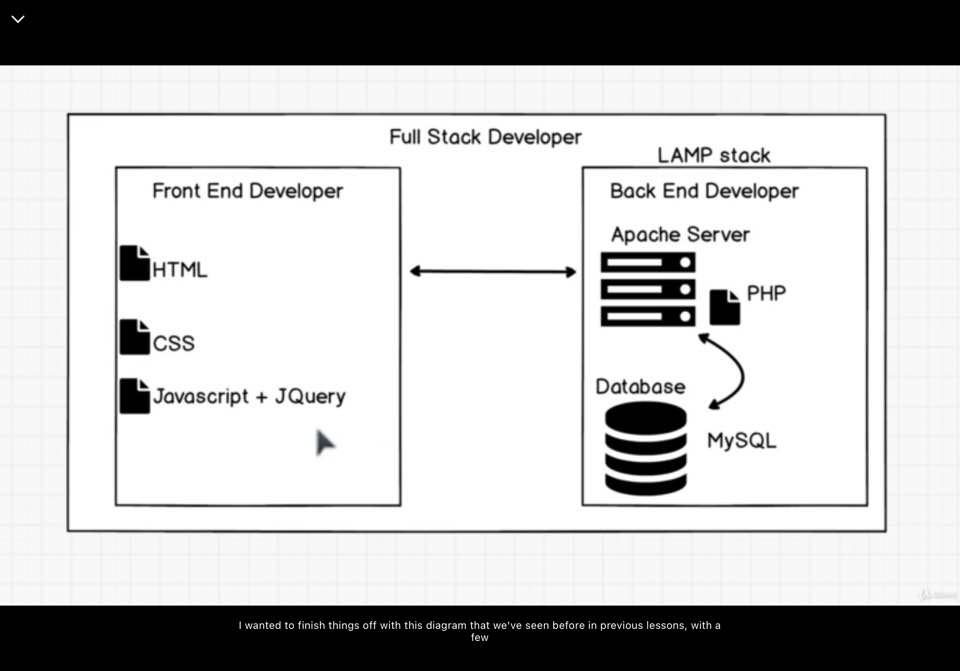 Full Stack Developer
LAMP stack
Front End Developer
HTML
CSS
Javascript + JQuery
Back End Developer
Apache Server
PHP
Database
MySQL
I wanted to finish things off with this diagram that we've seen before in previous lessons, with a
few